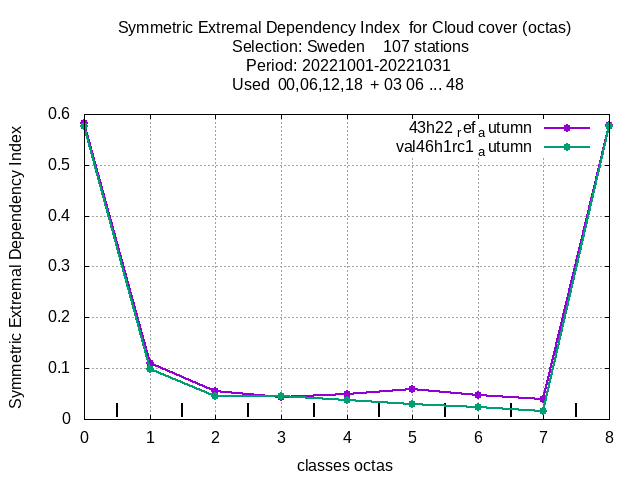 Symmetric Extremal Dependency Index  for Cloud cover (octas)
Selection: Sweden    107 stations
Period: 20221001-20221031
Used  00,06,12,18  + 03 06 ... 48
Symmetric Extremal Dependency Index
0.6
0.5
0.4
0.3
0.2
0.1
0
43h22 ref autumn
val46h1rc1 autumn
0 1 2 3 4 5 6 7 8
classes octas